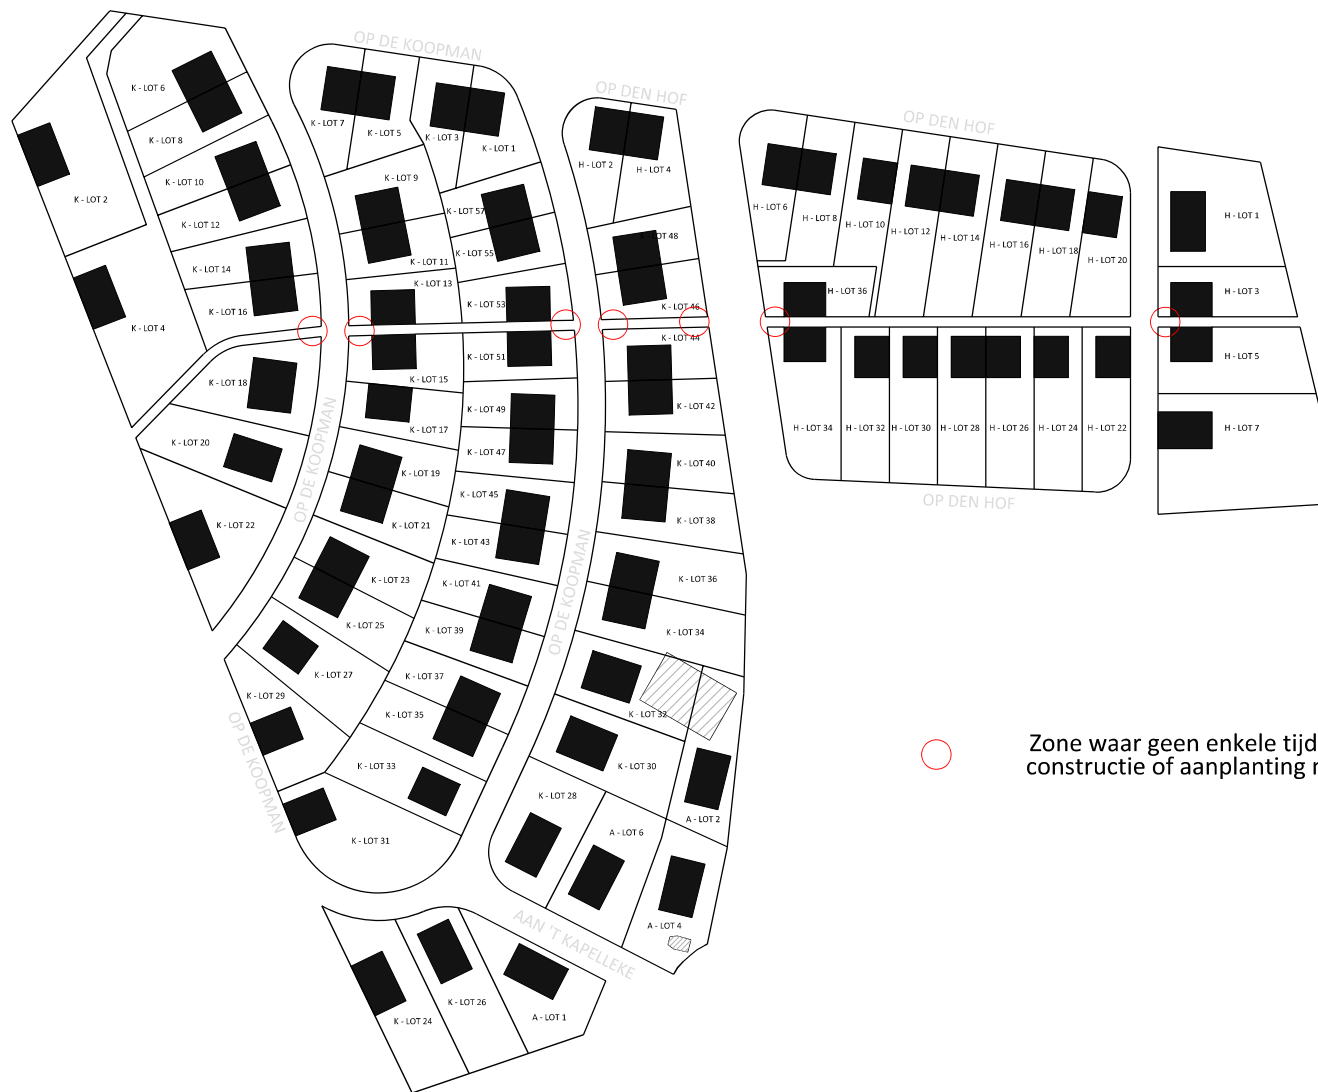 OP DE KOOPMAN
OP DEN HOF
OP DEN HOF
K - LOT 6
K - LOT 8
K - LOT 2
K - LOT 10
K - LOT 12
K - LOT 14
K - LOT 16
K - LOT 4
K - LOT 18
K - LOT 20
K - LOT 22
K - LOT 7
K - LOT 5
K - LOT 3
K - LOT 1
K - LOT 9
K - LOT 57
K - LOT 11
K - LOT 55
K - LOT 13
K - LOT 53
K - LOT 15
K - LOT 51
K - LOT 17
K - LOT 49
K - LOT 47
K - LOT 19
K - LOT 45
K - LOT 21
K - LOT 43
K - LOT 23
K - LOT 41
K - LOT 25
K - LOT 39
K - LOT 27
K - LOT 37
K - LOT 29
K - LOT 35
K - LOT 33
K - LOT 31
OP DE KOOPMAN
OP DE KOOPMAN
OP DE KOOPMAN
H - LOT 2
H - LOT 4
K - LOT 48
K - LOT 46
K - LOT 44
K - LOT 42
K - LOT 40
K - LOT 38
K - LOT 36
K - LOT 34
K - LOT 32
K - LOT 30
K - LOT 28
A - LOT 6
A - LOT 2
A - LOT 4
AAN 'T KAPELLEKE
K - LOT 24
K - LOT 26
A - LOT 1
H - LOT 6
H - LOT 8
H - LOT 10
H - LOT 12
H - LOT 14
H - LOT 16
H - LOT 18
H - LOT 20
H - LOT 36
H - LOT 34
H - LOT 32
H - LOT 30
H - LOT 28
H - LOT 26
H - LOT 24
H - LOT 22
OP DEN HOF
H - LOT 1
H - LOT 3
H - LOT 5
H - LOT 7
Zone waar geen enkele tijd
constructie of aanplanting